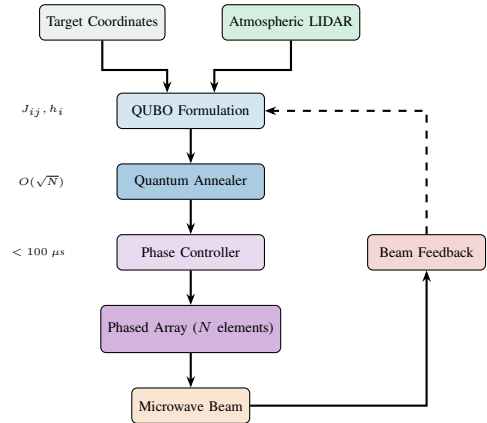 Target Coordinates
Atmospheric LIDAR
J_{ij}, h_i
QUBO Formulation
O(√N)
Quantum Annealer
< 100 μs
Phase Controller
Beam Feedback
Phased Array (N elements)
Microwave Beam